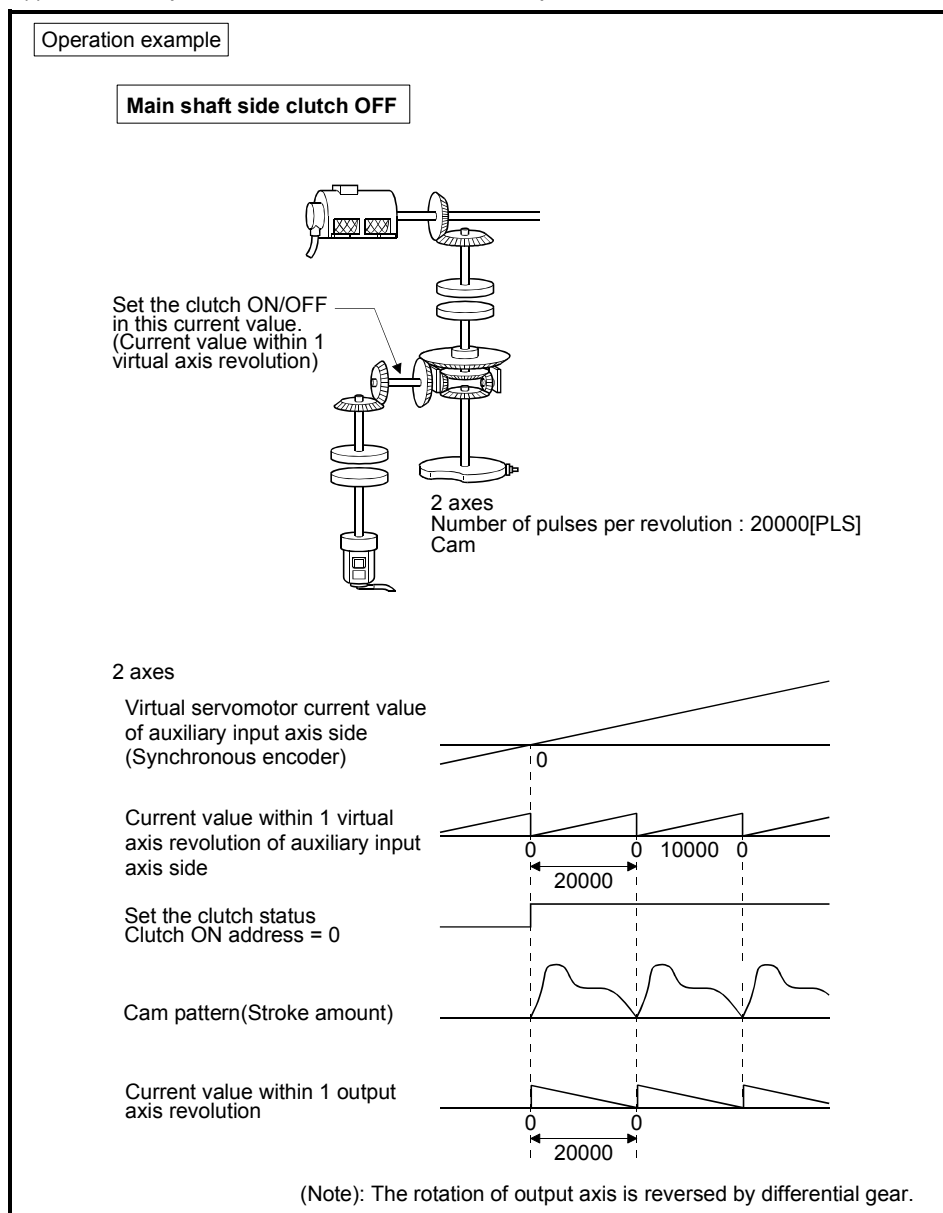 Operation example
Main shaft side clutch OFF
Set the clutch ON/OFF
in this current value.
(Current value within 1
virtual axis revolution)
2 axes
Number of pulses per revolution : 20000[PLS]
Cam
2 axes
Virtual servomotor current value
of auxiliary input axis side
(Synchronous encoder)
0
Current value within 1 virtual
axis revolution of auxiliary input
axis side
0 0 10000 0
20000
Set the clutch status
Clutch ON address = 0
Cam pattern(Stroke amount)
Current value within 1 output
axis revolution
0 0
20000
(Note): The rotation of output axis is reversed by differential gear.